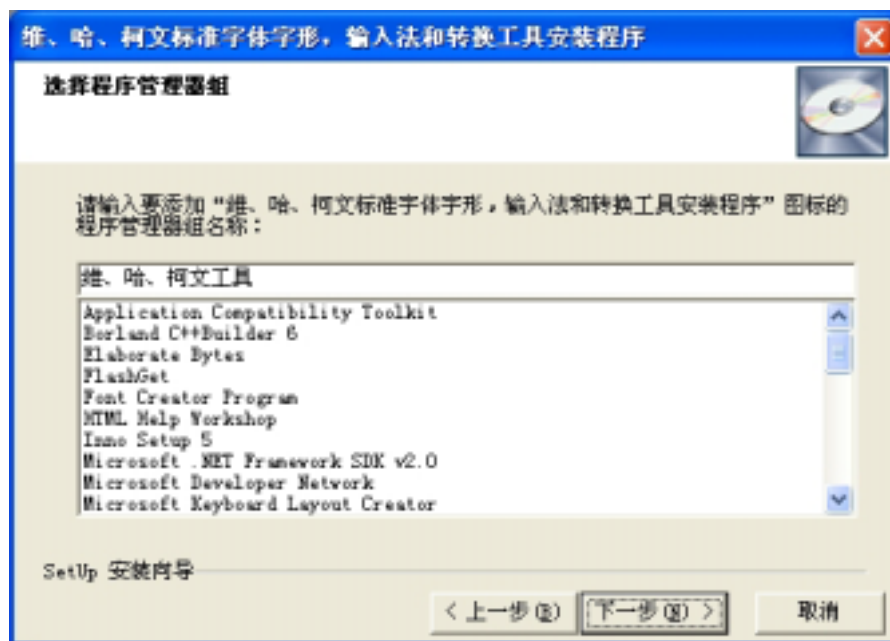 维、哈、柯文标准字体字形，输入法和转换工具安装程序
选择程序管理器组
请输入要添加“维、哈、柯文标准字体字形，输入法和转换工具安装程序”图标的
程序管理器组名称：
维、哈、柯文工具
Application Compatibility Toolkit
Borland C++Builder 6
Elaborate Bytes
FlashGet
Font Creator Program
HTML Help Workshop
Inno Setup 5
Microsoft .NET Framework SDK v2.0
Microsoft Developer Network
Microsoft Keyboard Layout Creator
SetUp 安装向导
< 上一步(B)
下一步(N) >
取消